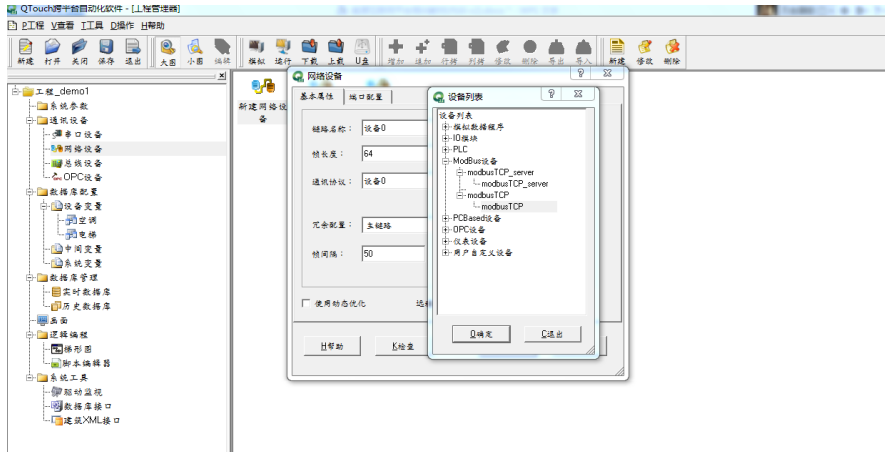 QTouch跨平台自动化软件 - [工程管理器]
P工程 V查看 I工具 O操作 H帮助
新建 打开 关闭 保存 退出 大图 小图 编辑 模拟 运行 下载 上载 U盘 增加 追加 行拷 列拷 修改 删除 导出 导入 新建 修改 删除
工程_demo1
系统参数
通讯设备
串口设备
网络设备
总线设备
OPC设备
数据库配置
设备变量
空调
电梯
中间变量
系统变量
数据库管理
实时数据库
历史数据库
画面
逻辑编程
梯形图
脚本编辑器
系统工具
驱动监视
数据库接口
建筑XML接口
新建网络设
备
网络设备
基本属性 端口配置
链路名称： 设备0
帧长度： 64
通讯协议： 设备0
冗余配置： 主链路
帧间隔： 50
使用动态优化
H帮助 K检查
设备列表
设备列表
模拟数据程序
IO模块
PLC
ModBus设备
modbusTCP_server
modbusTCP_server
modbusTCP
modbusTCP
PCBased设备
OPC设备
仪表设备
用户自定义设备
O确定 C退出